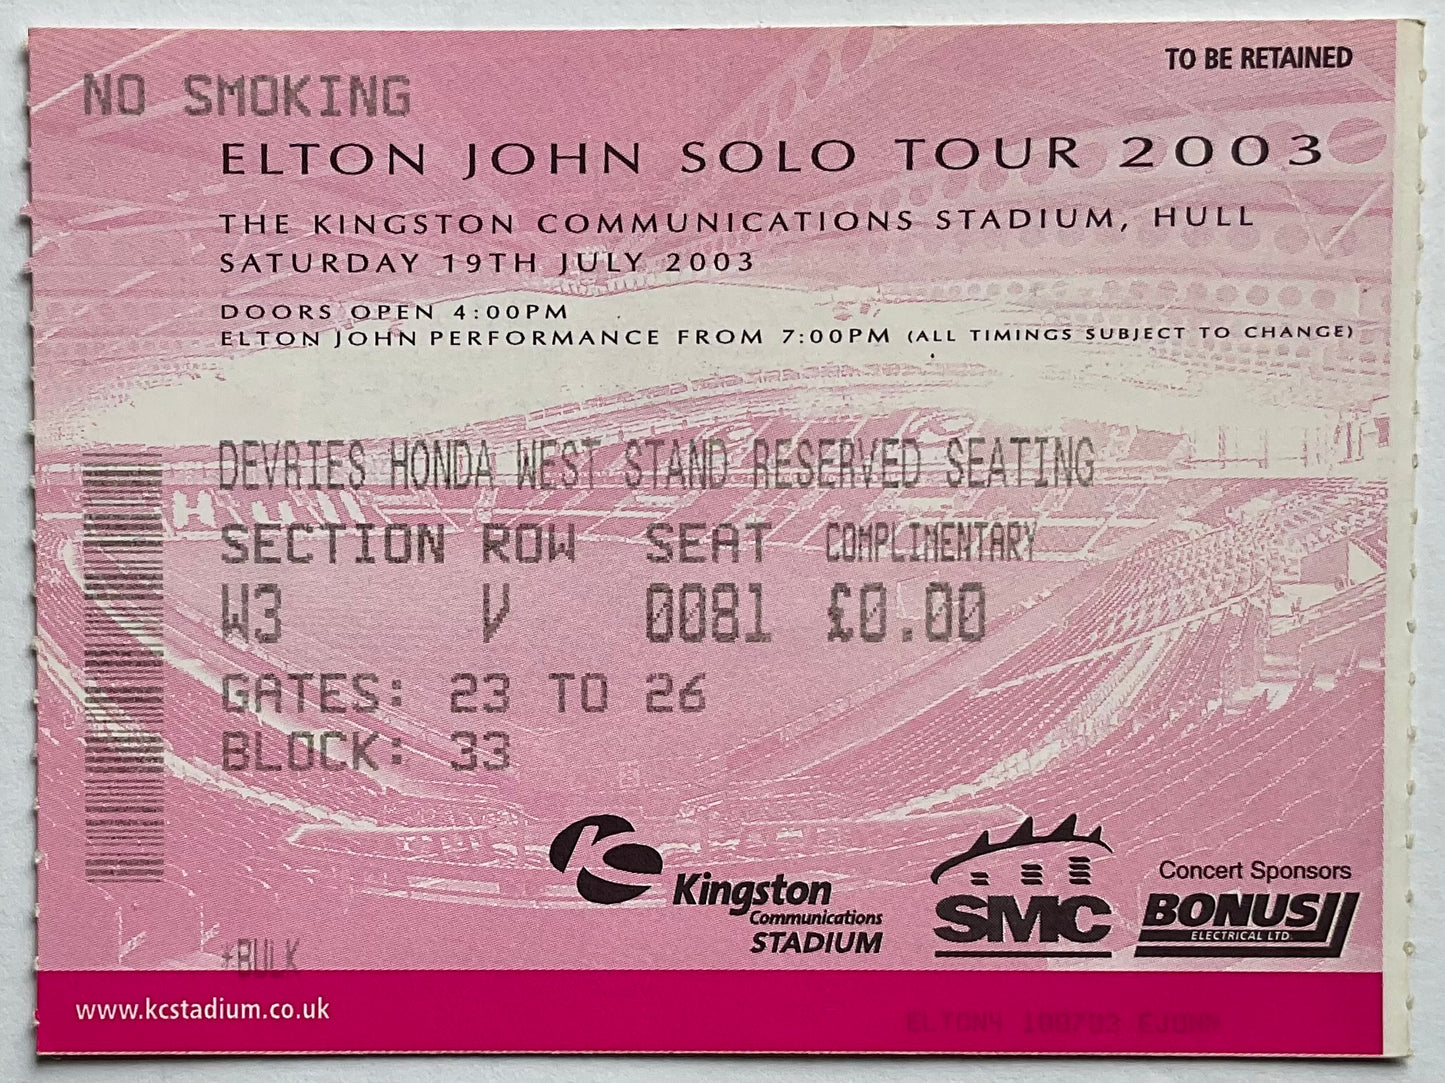 TO BE RETAINED
NO SMOKING
ELTON JOHN SOLO TOUR 2003
THE KINGSTON COMMUNICATIONS STADIUM, HULL
SATURDAY 19TH JULY 2003
DOORS OPEN 4:00PM
ELTON JOHN PERFORMANCE FROM 7:00PM (ALL TIMINGS SUBJECT TO CHANGE)
DEVRIES HONDA WEST STAND RESERVED SEATING
SECTION ROW SEAT COMPLIMENTARY
W3 V 0081 £0.00
GATES: 23 TO 26
BLOCK: 33
Kingston
Communications
STADIUM
SMC
Concert Sponsors
BONUS
ELECTRICAL LTD.
*BULK
www.kcstadium.co.uk